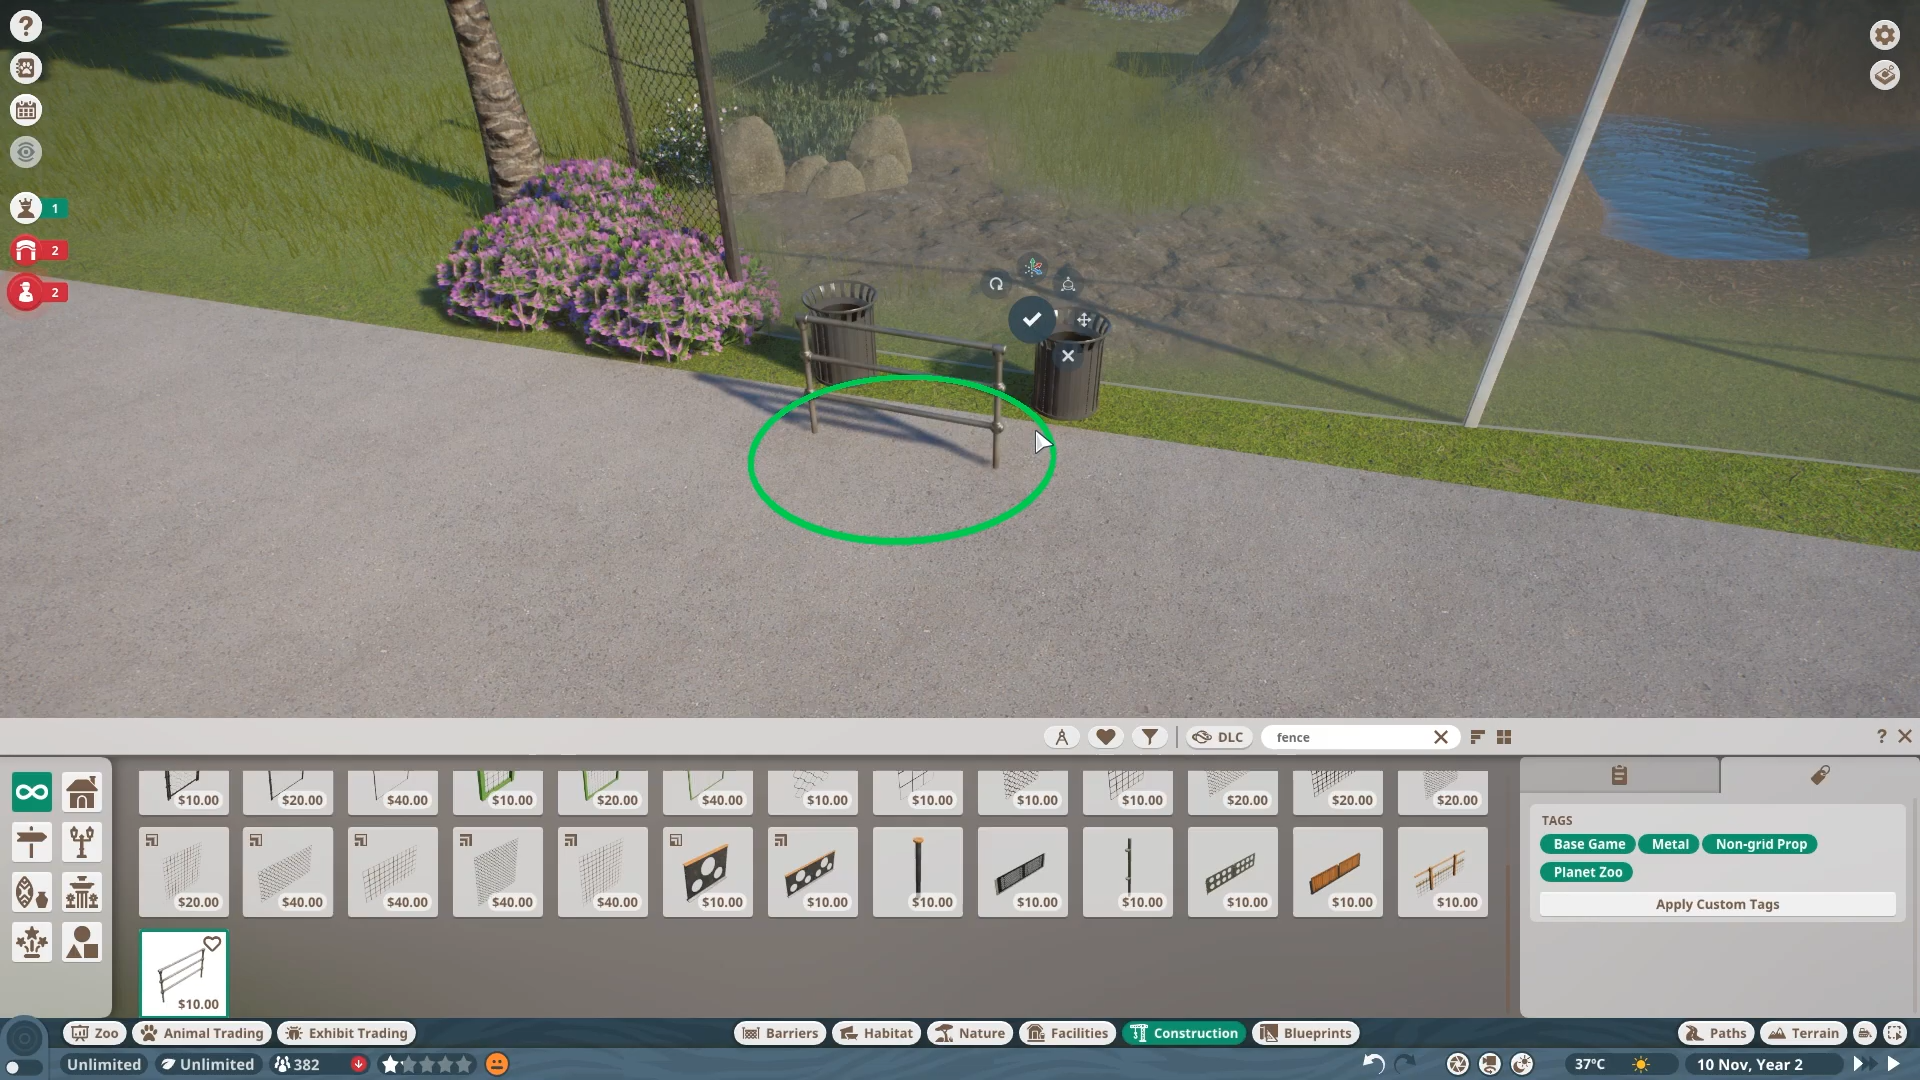 ?
1
2
2
DLC
fence
?
$10.00 $20.00 $40.00 $10.00 $20.00 $40.00 $10.00 $10.00 $10.00 $10.00 $20.00 $20.00 $20.00
$20.00 $40.00 $40.00 $40.00 $40.00 $10.00 $10.00 $10.00 $10.00 $10.00 $10.00 $10.00 $10.00
$10.00
TAGS
Base Game Metal Non-grid Prop
Planet Zoo
Apply Custom Tags
Zoo Animal Trading Exhibit Trading Barriers Habitat Nature Facilities Construction Blueprints Paths Terrain
Unlimited Unlimited 382 37°C 10 Nov, Year 2